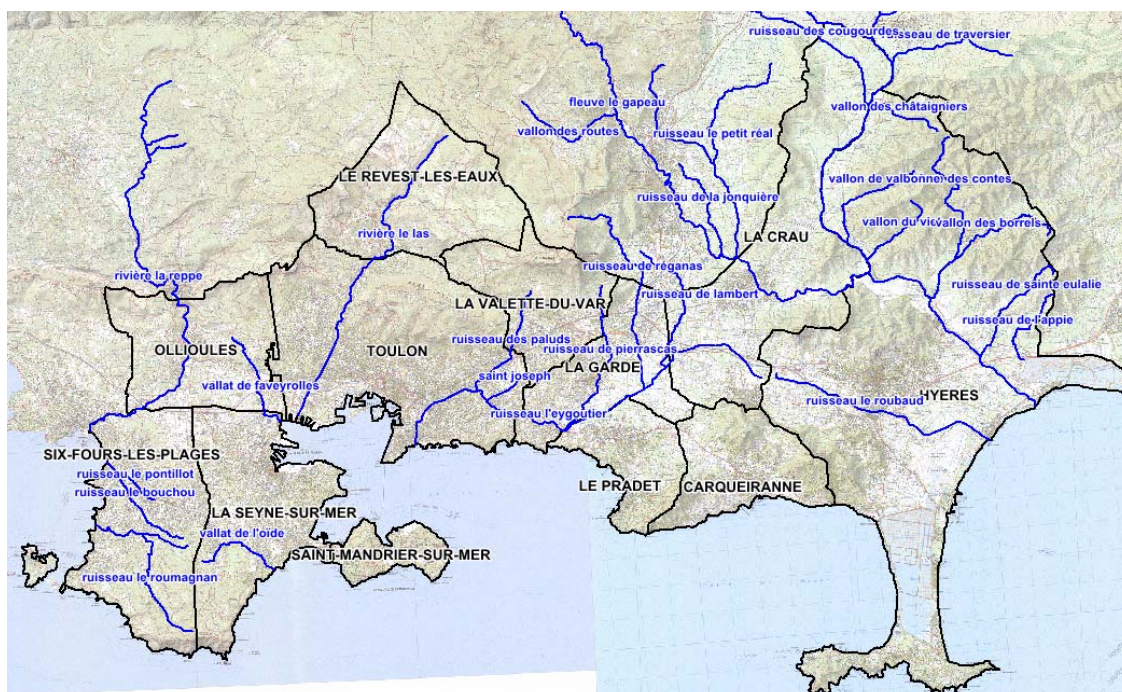 ruisseau des cougourdes
ruisseau de traversier
fleuve le gapeau
vallon des châtaigniers
vallon des routes
ruisseau le petit réal
LE REVEST-LES-EAUX
vallon de valbonne
des contes
ruisseau de la jonquière
vallon des borrels
rivière le las
LA CRAU
ruisseau de réganas
rivière la reppe
ruisseau de sainte eulalie
ruisseau de lambert
LA VALETTE-DU-VAR
ruisseau de l'appie
ruisseau des paluds
OLLIOULES
TOULON
ruisseau de pierrascas
LA GARDE
saint joseph
vallat de faveyrolles
HYERES
ruisseau le roubaud
ruisseau l'eygoutier
SIX-FOURS-LES-PLAGES
ruisseau le pontillot
LE PRADET
CARQUEIRANNE
ruisseau le bouchou
LA SEYNE-SUR-MER
vallat de l'oïde
SAINT-MANDRIER-SUR-MER
ruisseau le roumagnan